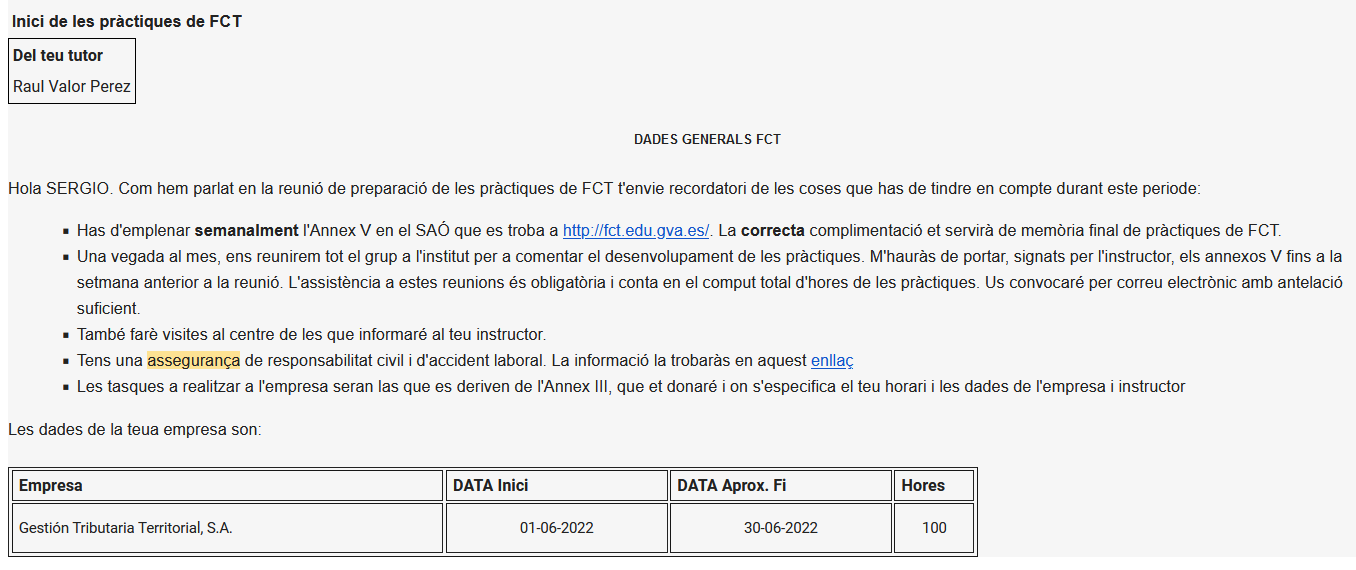 Inici de les pràctiques de FCT
Del teu tutor
Raul Valor Perez
DADES GENERALS FCT
Hola SERGIO. Com hem parlat en la reunió de preparació de les pràctiques de FCT t'envie recordatori de les coses que has de tindre en compte durant este periode:
Has d'emplenar semanalment l'Annex V en el SAÓ que es troba a http://fct.edu.gva.es/. La correcta complimentació et servirà de memòria final de pràctiques de FCT.
Una vegada al mes, ens reunirem tot el grup a l'institut per a comentar el desenvolupament de les pràctiques. M'hauràs de portar, signats per l'instructor, els annexos V fins a la
setmana anterior a la reunió. L'assistència a estes reunions és obligatòria i conta en el comput total d'hores de les pràctiques. Us convocaré per correu electrònic amb antelació
suficient.
També farè visites al centre de les que informaré al teu instructor.
Tens una assegurança de responsabilitat civil i d'accident laboral. La informació la trobaràs en aquest enllaç
Les tasques a realitzar a l'empresa seran las que es deriven de l'Annex III, que et donaré i on s'especifica el teu horari i les dades de l'empresa i instructor
Les dades de la teua empresa son:
Empresa DATA Inici DATA Aprox. Fi Hores
Gestión Tributaria Territorial, S.A. 01-06-2022 30-06-2022 100